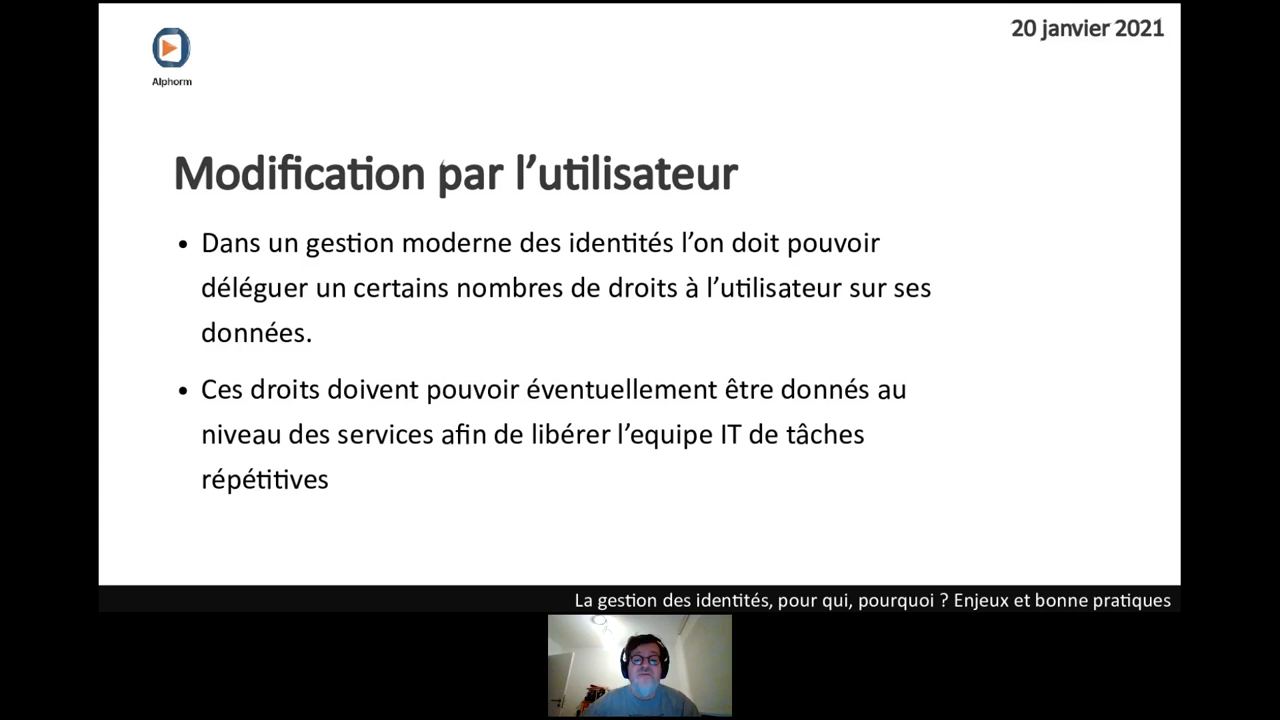 20 janvier 2021
Alphorm
Modification par l’utilisateur
• Dans un gestion moderne des identités l’on doit pouvoir
déléguer un certains nombres de droits à l’utilisateur sur ses
données.
• Ces droits doivent pouvoir éventuellement être donnés au
niveau des services afin de libérer l’equipe IT de tâches
répétitives
La gestion des identités, pour qui, pourquoi ? Enjeux et bonne pratiques